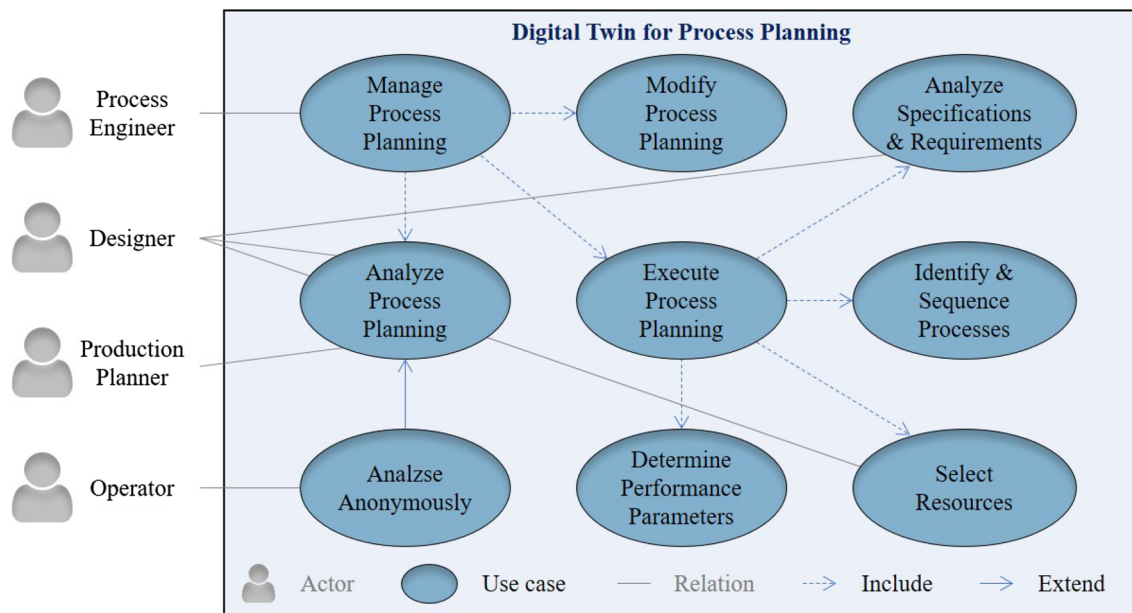 Digital Twin for Process Planning
Process
Engineer
Manage
Process
Planning
Modify
Process
Planning
Analyze
Specifications
& Requirements
Designer
Analyze
Process
Planning
Execute
Process
Planning
Identify &
Sequence
Processes
Production
Planner
Operator
Analzse
Anonymously
Determine
Performance
Parameters
Select
Resources
Actor
Use case
Relation
Include
Extend